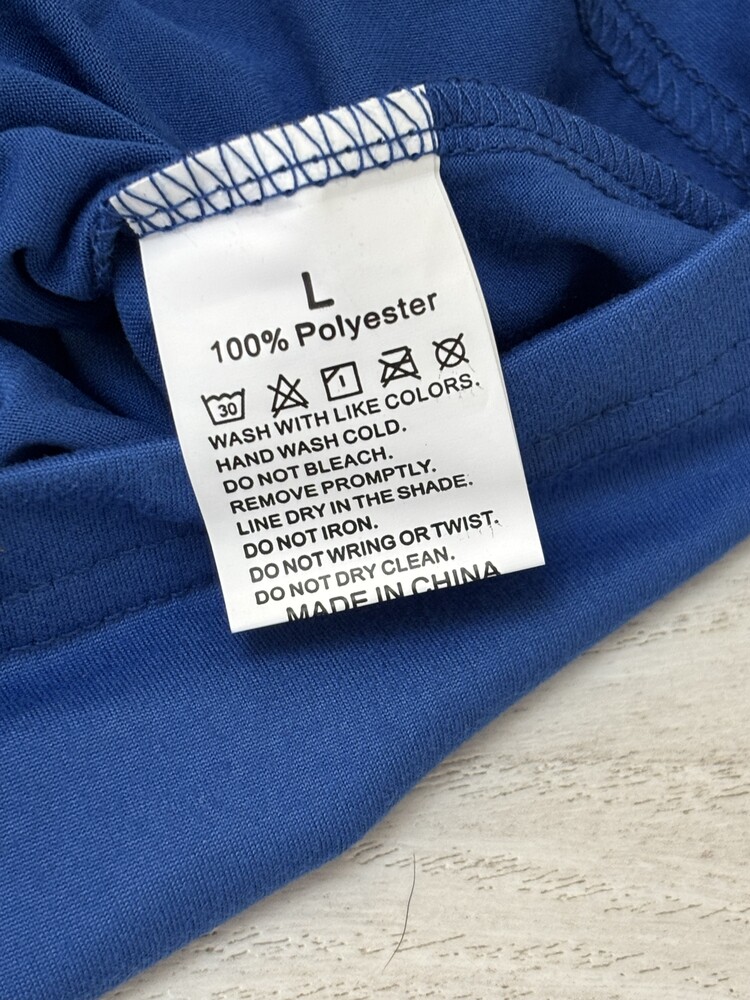 L
100% Polyester
30 1
WASH WITH LIKE COLORS.
HAND WASH COLD.
DO NOT BLEACH.
REMOVE PROMPTLY.
LINE DRY IN THE SHADE.
DO NOT IRON.
DO NOT WRING OR TWIST.
DO NOT DRY CLEAN.
MADE IN CHINA